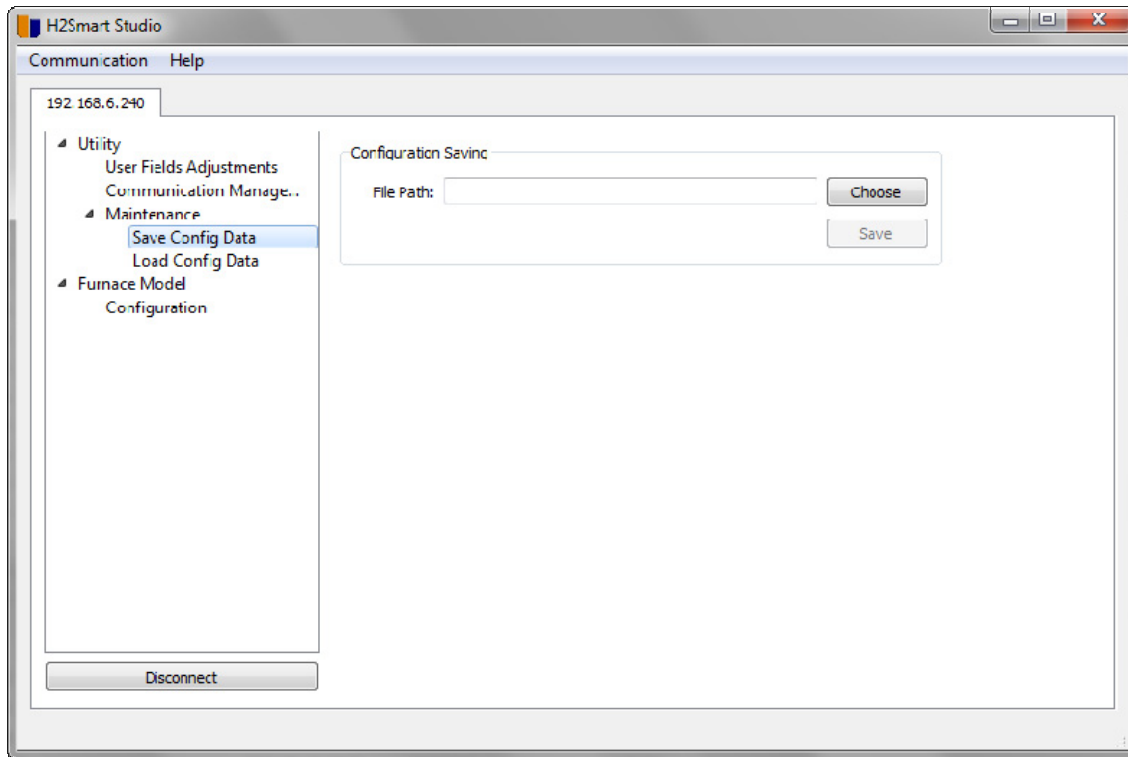 H2Smart Studio
Communication Help
192.168.6.240
Utility
User Fields Adjustments
Communication Manage...
Maintenance
Save Config Data
Load Config Data
Furnace Model
Configuration
Configuration Saving
File Path:
Choose
Save
Disconnect